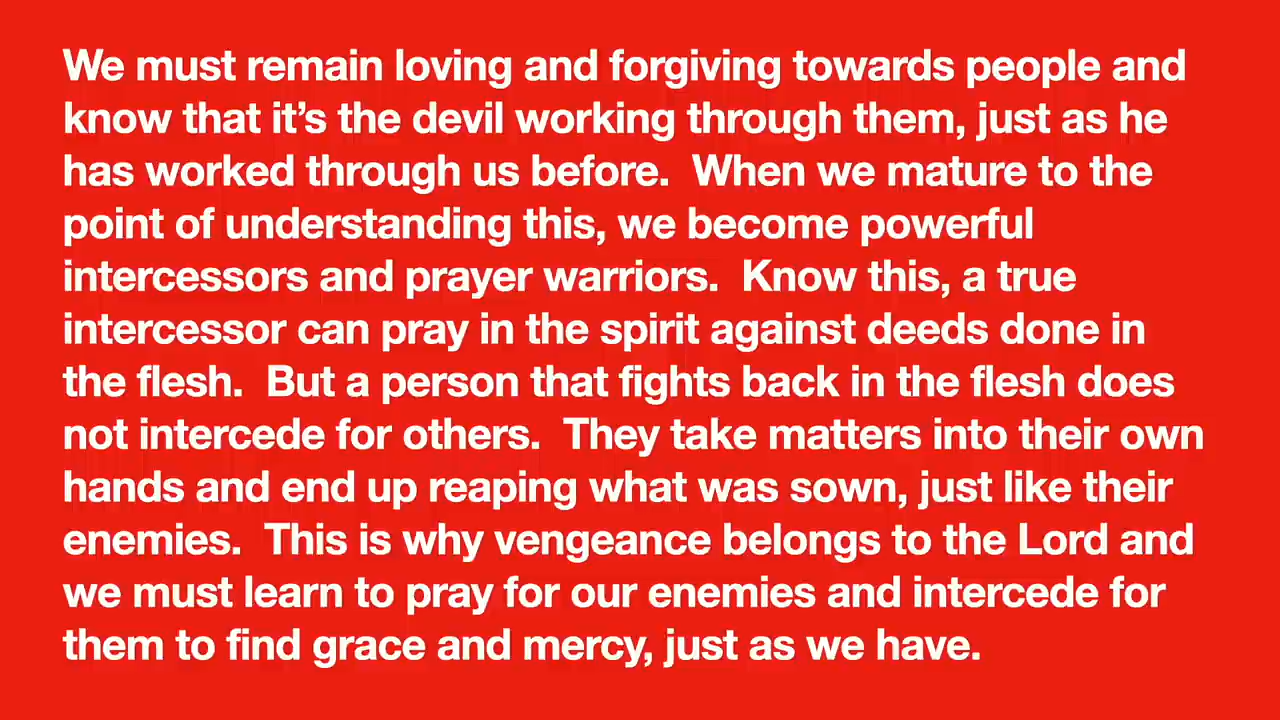 We must remain loving and forgiving towards people and
know that it’s the devil working through them, just as he
has worked through us before.  When we mature to the
point of understanding this, we become powerful
intercessors and prayer warriors.  Know this, a true
intercessor can pray in the spirit against deeds done in
the flesh.  But a person that fights back in the flesh does
not intercede for others.  They take matters into their own
hands and end up reaping what was sown, just like their
enemies.  This is why vengeance belongs to the Lord and
we must learn to pray for our enemies and intercede for
them to find grace and mercy, just as we have.